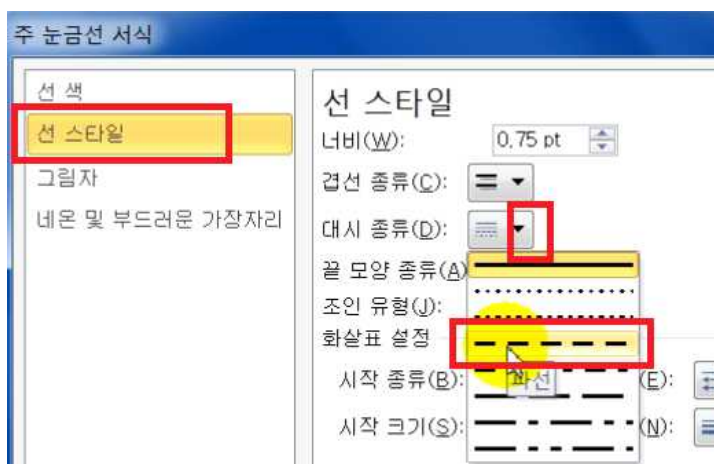 주 눈금선 서식
선 색
선 스타일
그림자
네온 및 부드러운 가장자리
선 스타일
너비(W): 0,75 pt
겹선 종류(C):
대시 종류(D):
끝 모양 종류(A)
조인 유형(J):
화살표 설정
시작 종류(B): 파선 (E):
시작 크기(S): (N):